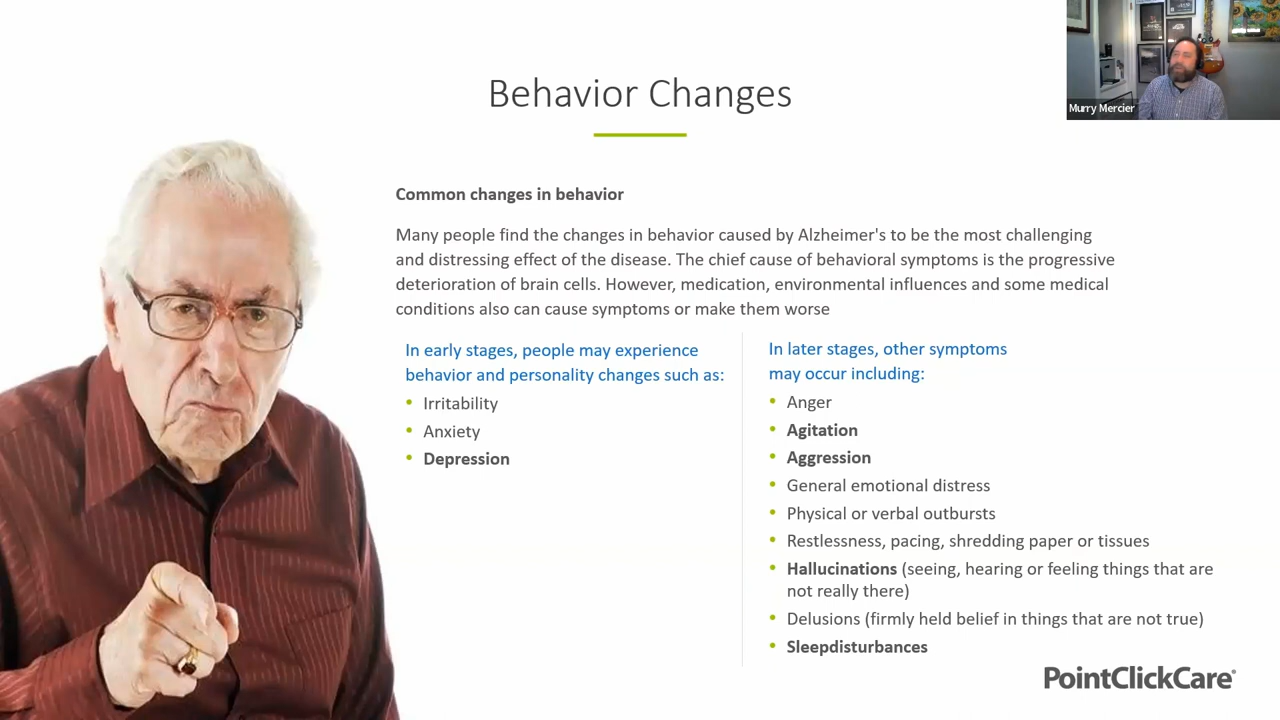 Behavior Changes
Murry Mercier
Common changes in behavior
Many people find the changes in behavior caused by Alzheimer's to be the most challenging
and distressing effect of the disease. The chief cause of behavioral symptoms is the progressive
deterioration of brain cells. However, medication, environmental influences and some medical
conditions also can cause symptoms or make them worse
In early stages, people may experience
behavior and personality changes such as:
• Irritability
• Anxiety
• Depression
In later stages, other symptoms
may occur including:
• Anger
• Agitation
• Aggression
• General emotional distress
• Physical or verbal outbursts
• Restlessness, pacing, shredding paper or tissues
• Hallucinations (seeing, hearing or feeling things that are
not really there)
• Delusions (firmly held belief in things that are not true)
• Sleepdisturbances
PointClickCare®